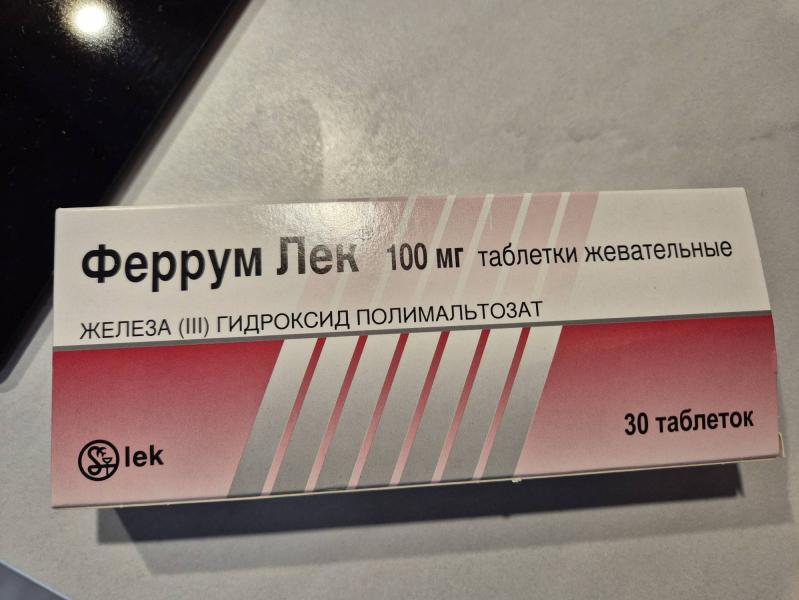 Феррум Лек® 100 мг таблетки жевательные
ЖЕЛЕЗА (III) ГИДРОКСИД ПОЛИМАЛЬТОЗАТ
30 таблеток
lek